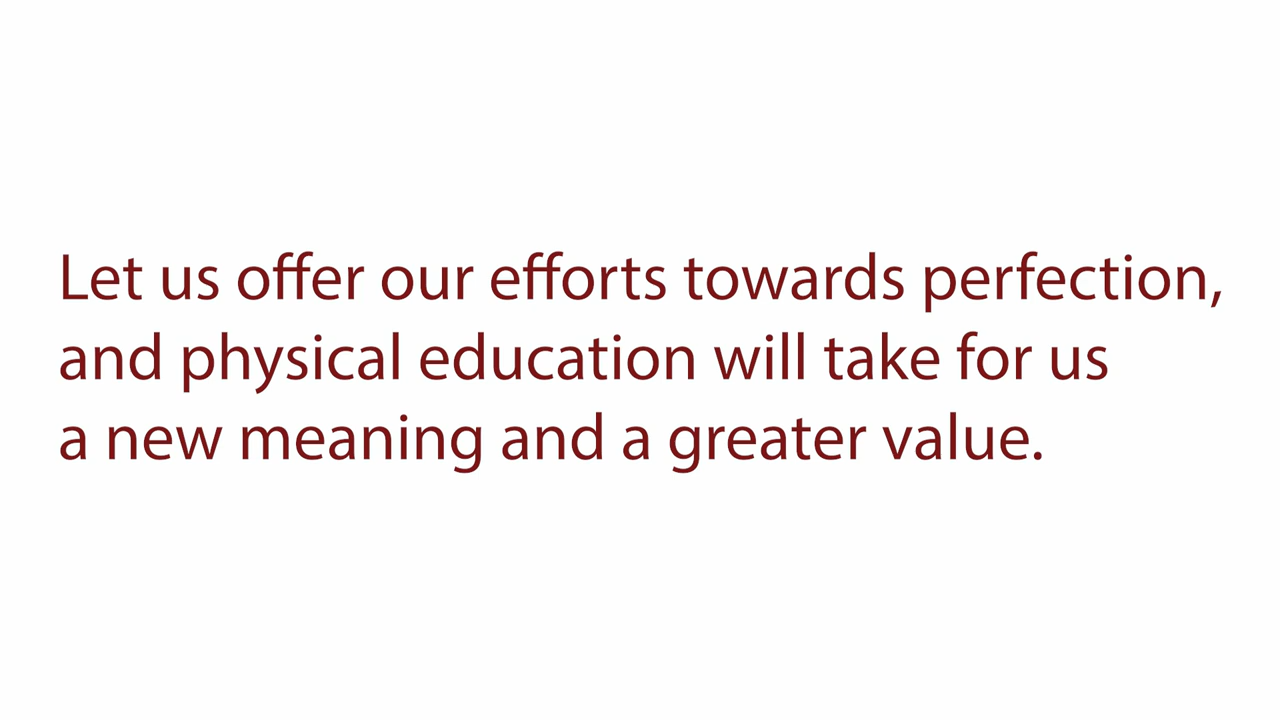 Let us offer our efforts towards perfection,
and physical education will take for us
a new meaning and a greater value.